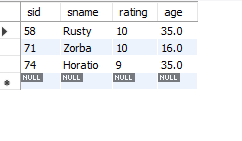 sid sname rating age
58 Rusty 10 35.0
71 Zorba 10 16.0
74 Horatio 9 35.0
NULL NULL NULL NULL